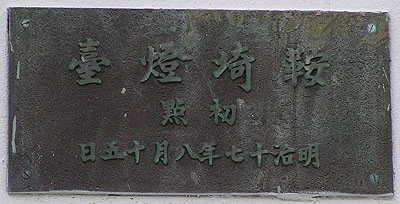 鞍埼燈臺
初點
明治十七年八月十五日